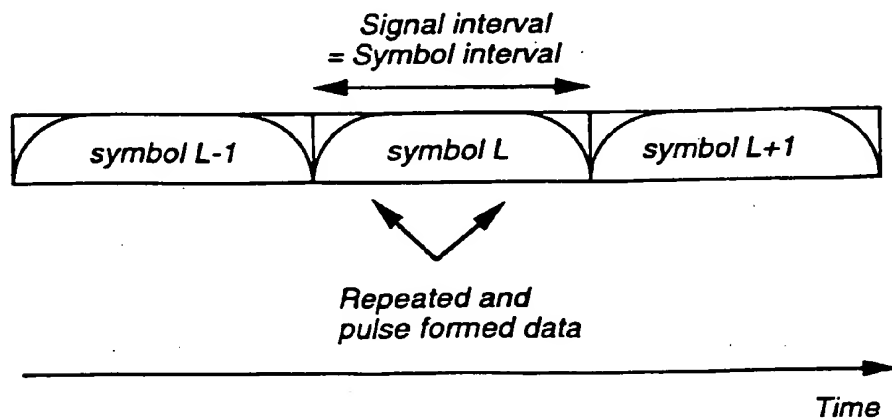 Signal interval
= Symbol interval
symbol L-1
symbol L
symbol L+1
Repeated and
pulse formed data
Time